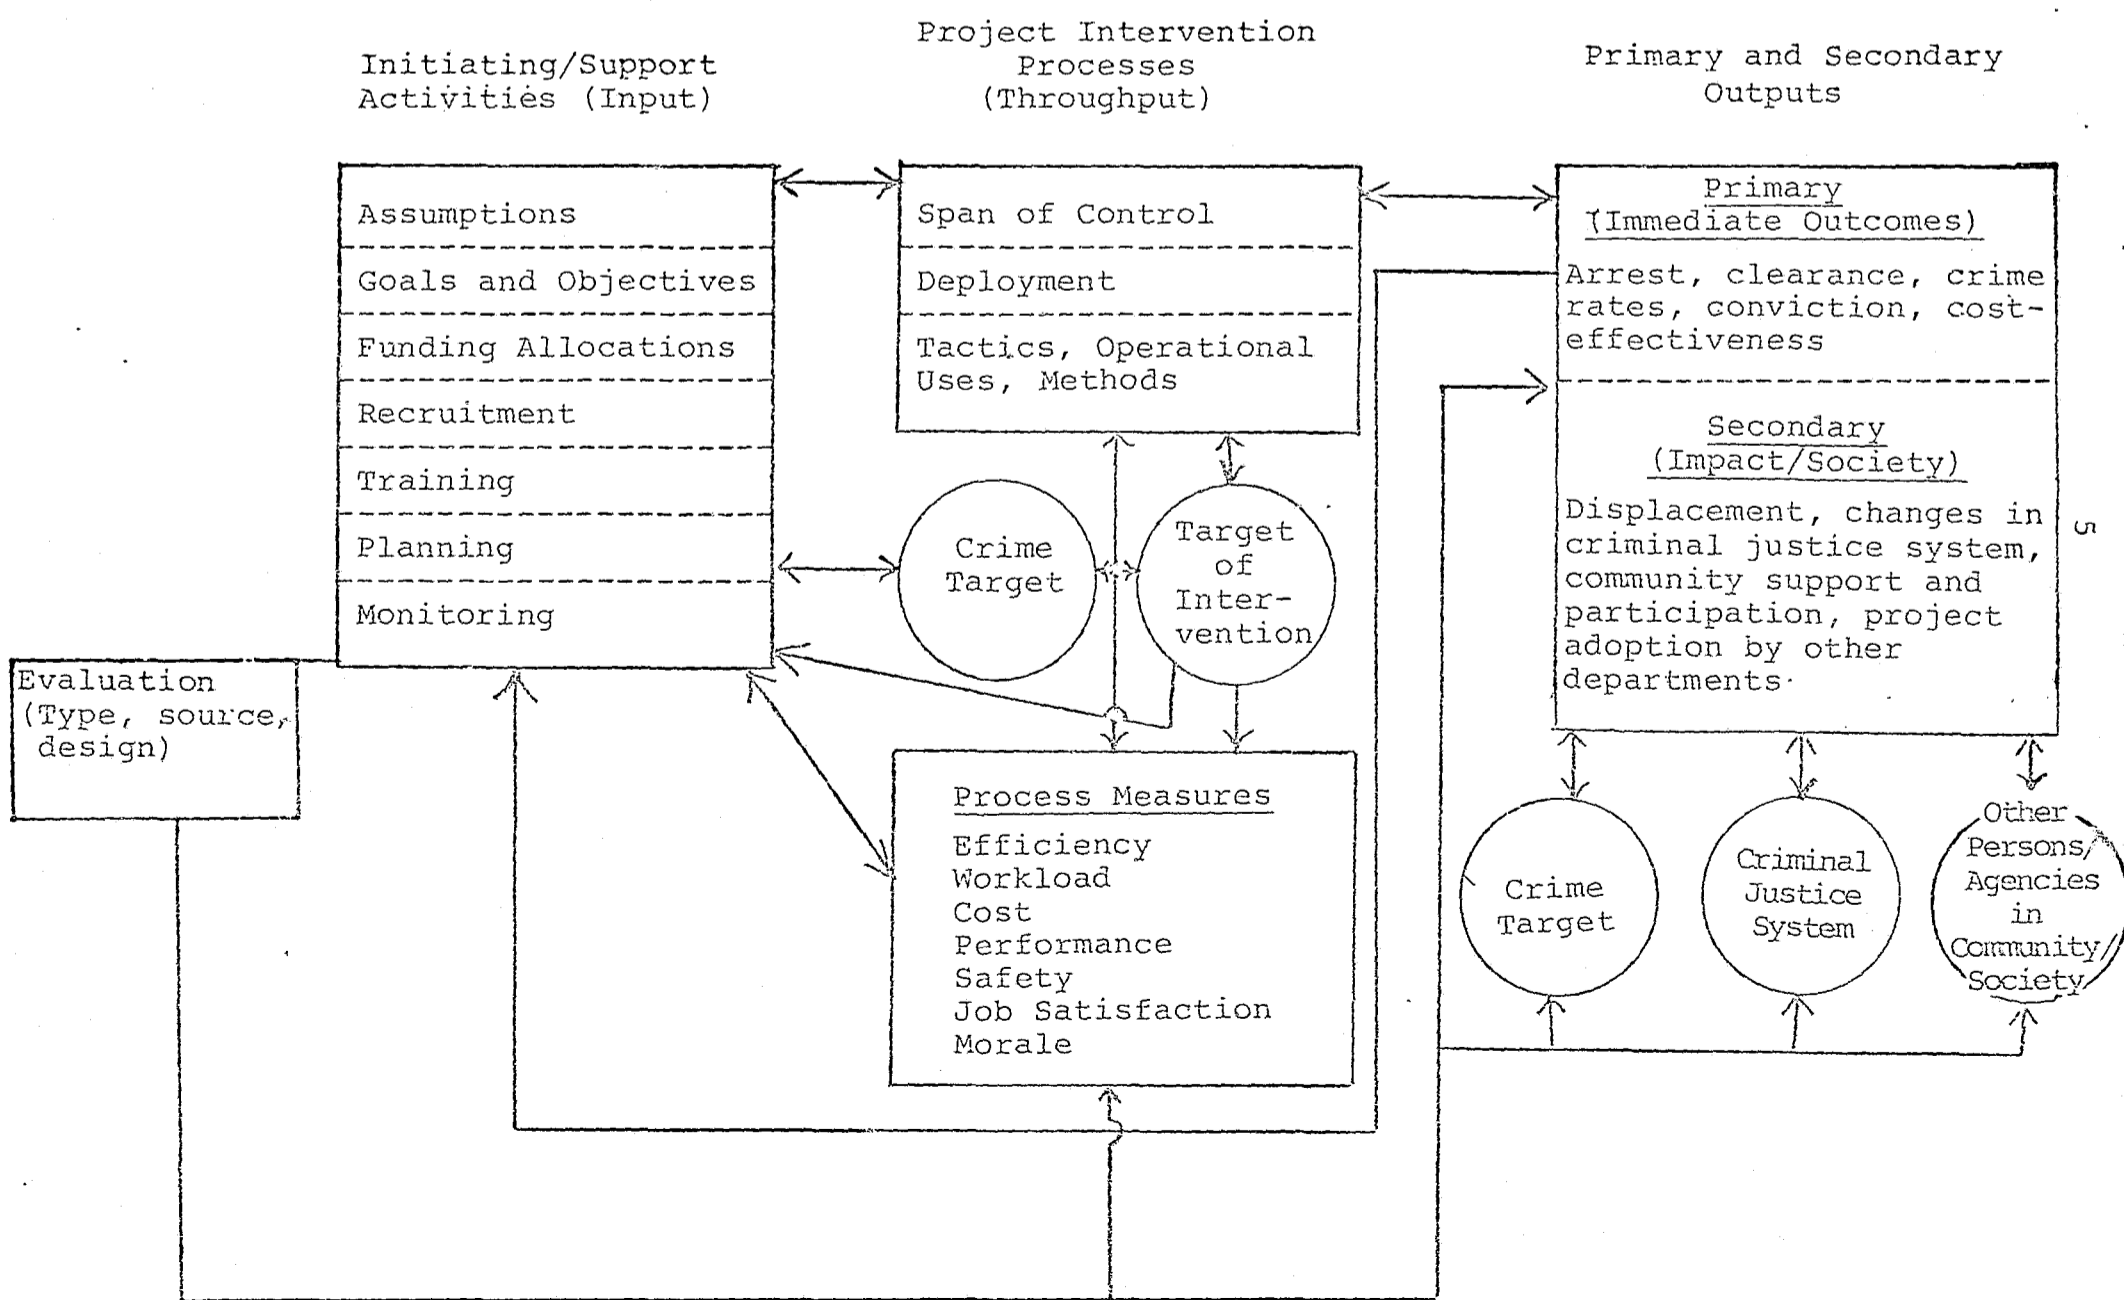 Initiating/Support
Activities (Input)
Project Intervention
Processes
(Throughput)
Primary and Secondary
Outputs
Assumptions
Goals and Objectives
Funding Allocations
Recruitment
Training
Planning
Monitoring
Evaluation
(Type, source,
design)
Span of Control
Deployment
Tactics, Operational
Uses, Methods
Crime
Target
Target
of
Inter-
vention
Process Measures
Efficiency
Workload
Cost
Performance
Safety
Job Satisfaction
Morale
Primary
(Immediate Outcomes)
Arrest, clearance, crime
rates, conviction, cost-
effectiveness
Secondary
(Impact/Society)
Displacement, changes in
criminal justice system,
community support and
participation, project
adoption by other
departments
5
Crime
Target
Criminal
Justice
System
Other
Persons/
Agencies
in
Community/
Society